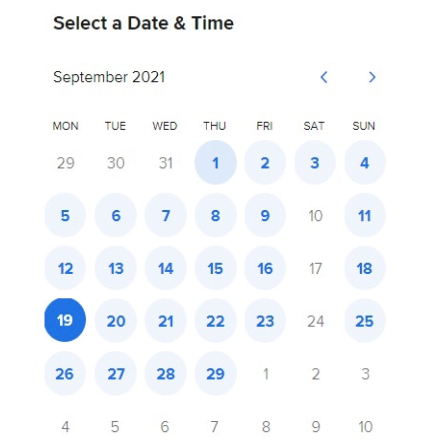 Select a Date & Time
September 2021
MON TUE WED THU FRI SAT SUN
29 30 31 1 2 3 4
5 6 7 8 9 10 11
12 13 14 15 16 17 18
19 20 21 22 23 24 25
26 27 28 29 1 2 3
4 5 6 7 8 9 10